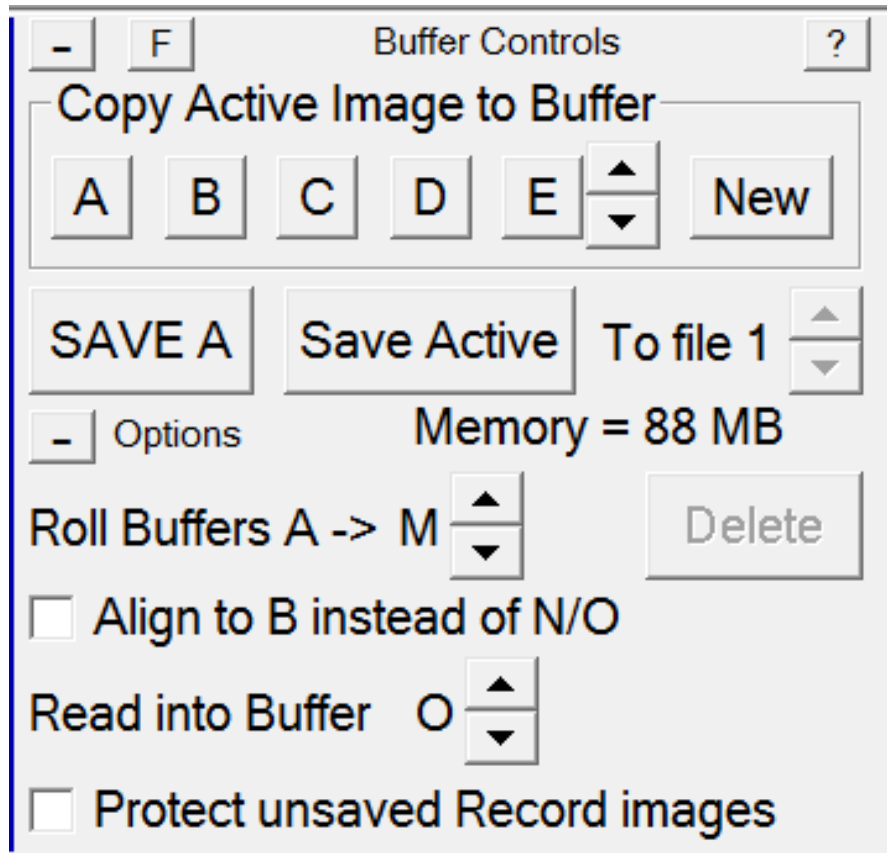 - F Buffer Controls ?
Copy Active Image to Buffer
A B C D E New
SAVE A Save Active To file 1
- Options Memory = 88 MB
Roll Buffers A -> M Delete
Align to B instead of N/O
Read into Buffer O
Protect unsaved Record images